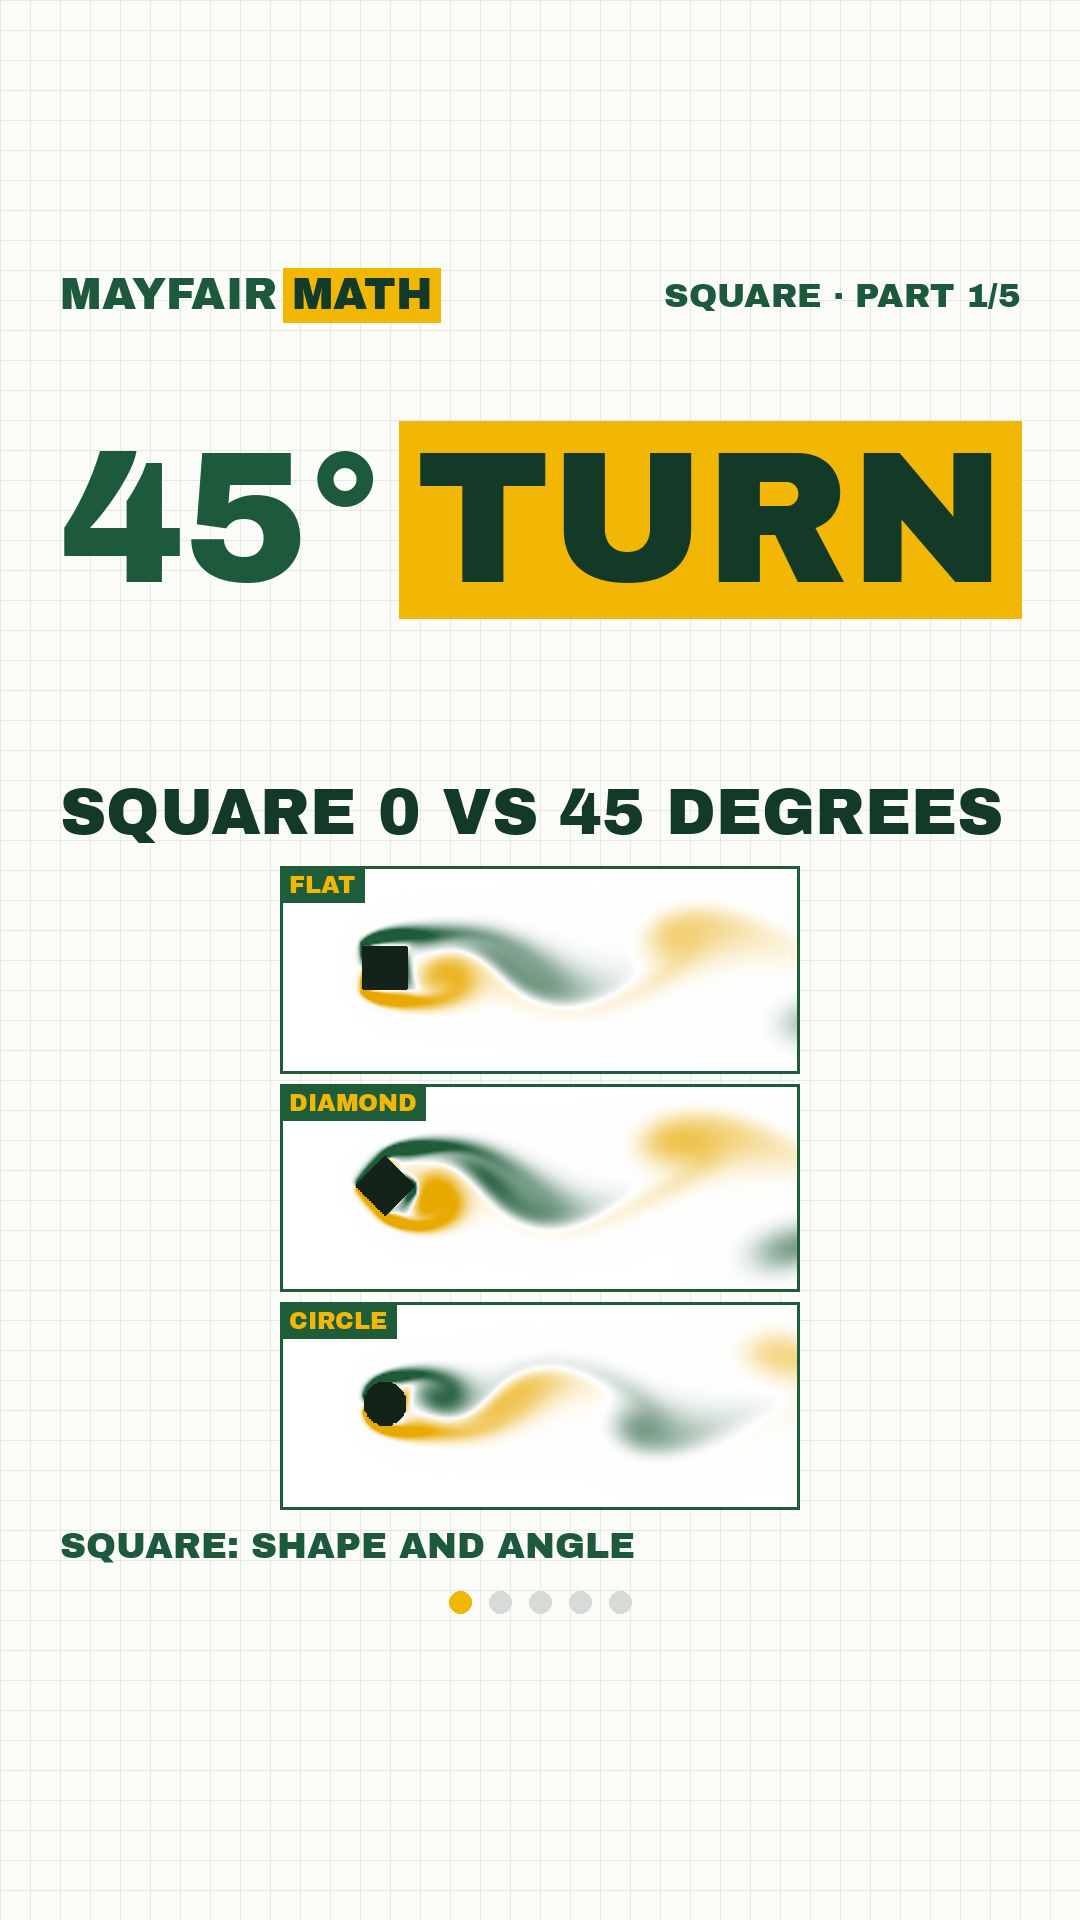 MAYFAIR MATH
SQUARE · PART 1/5
45° TURN
SQUARE 0 VS 45 DEGREES
FLAT
DIAMOND
CIRCLE
SQUARE: SHAPE AND ANGLE